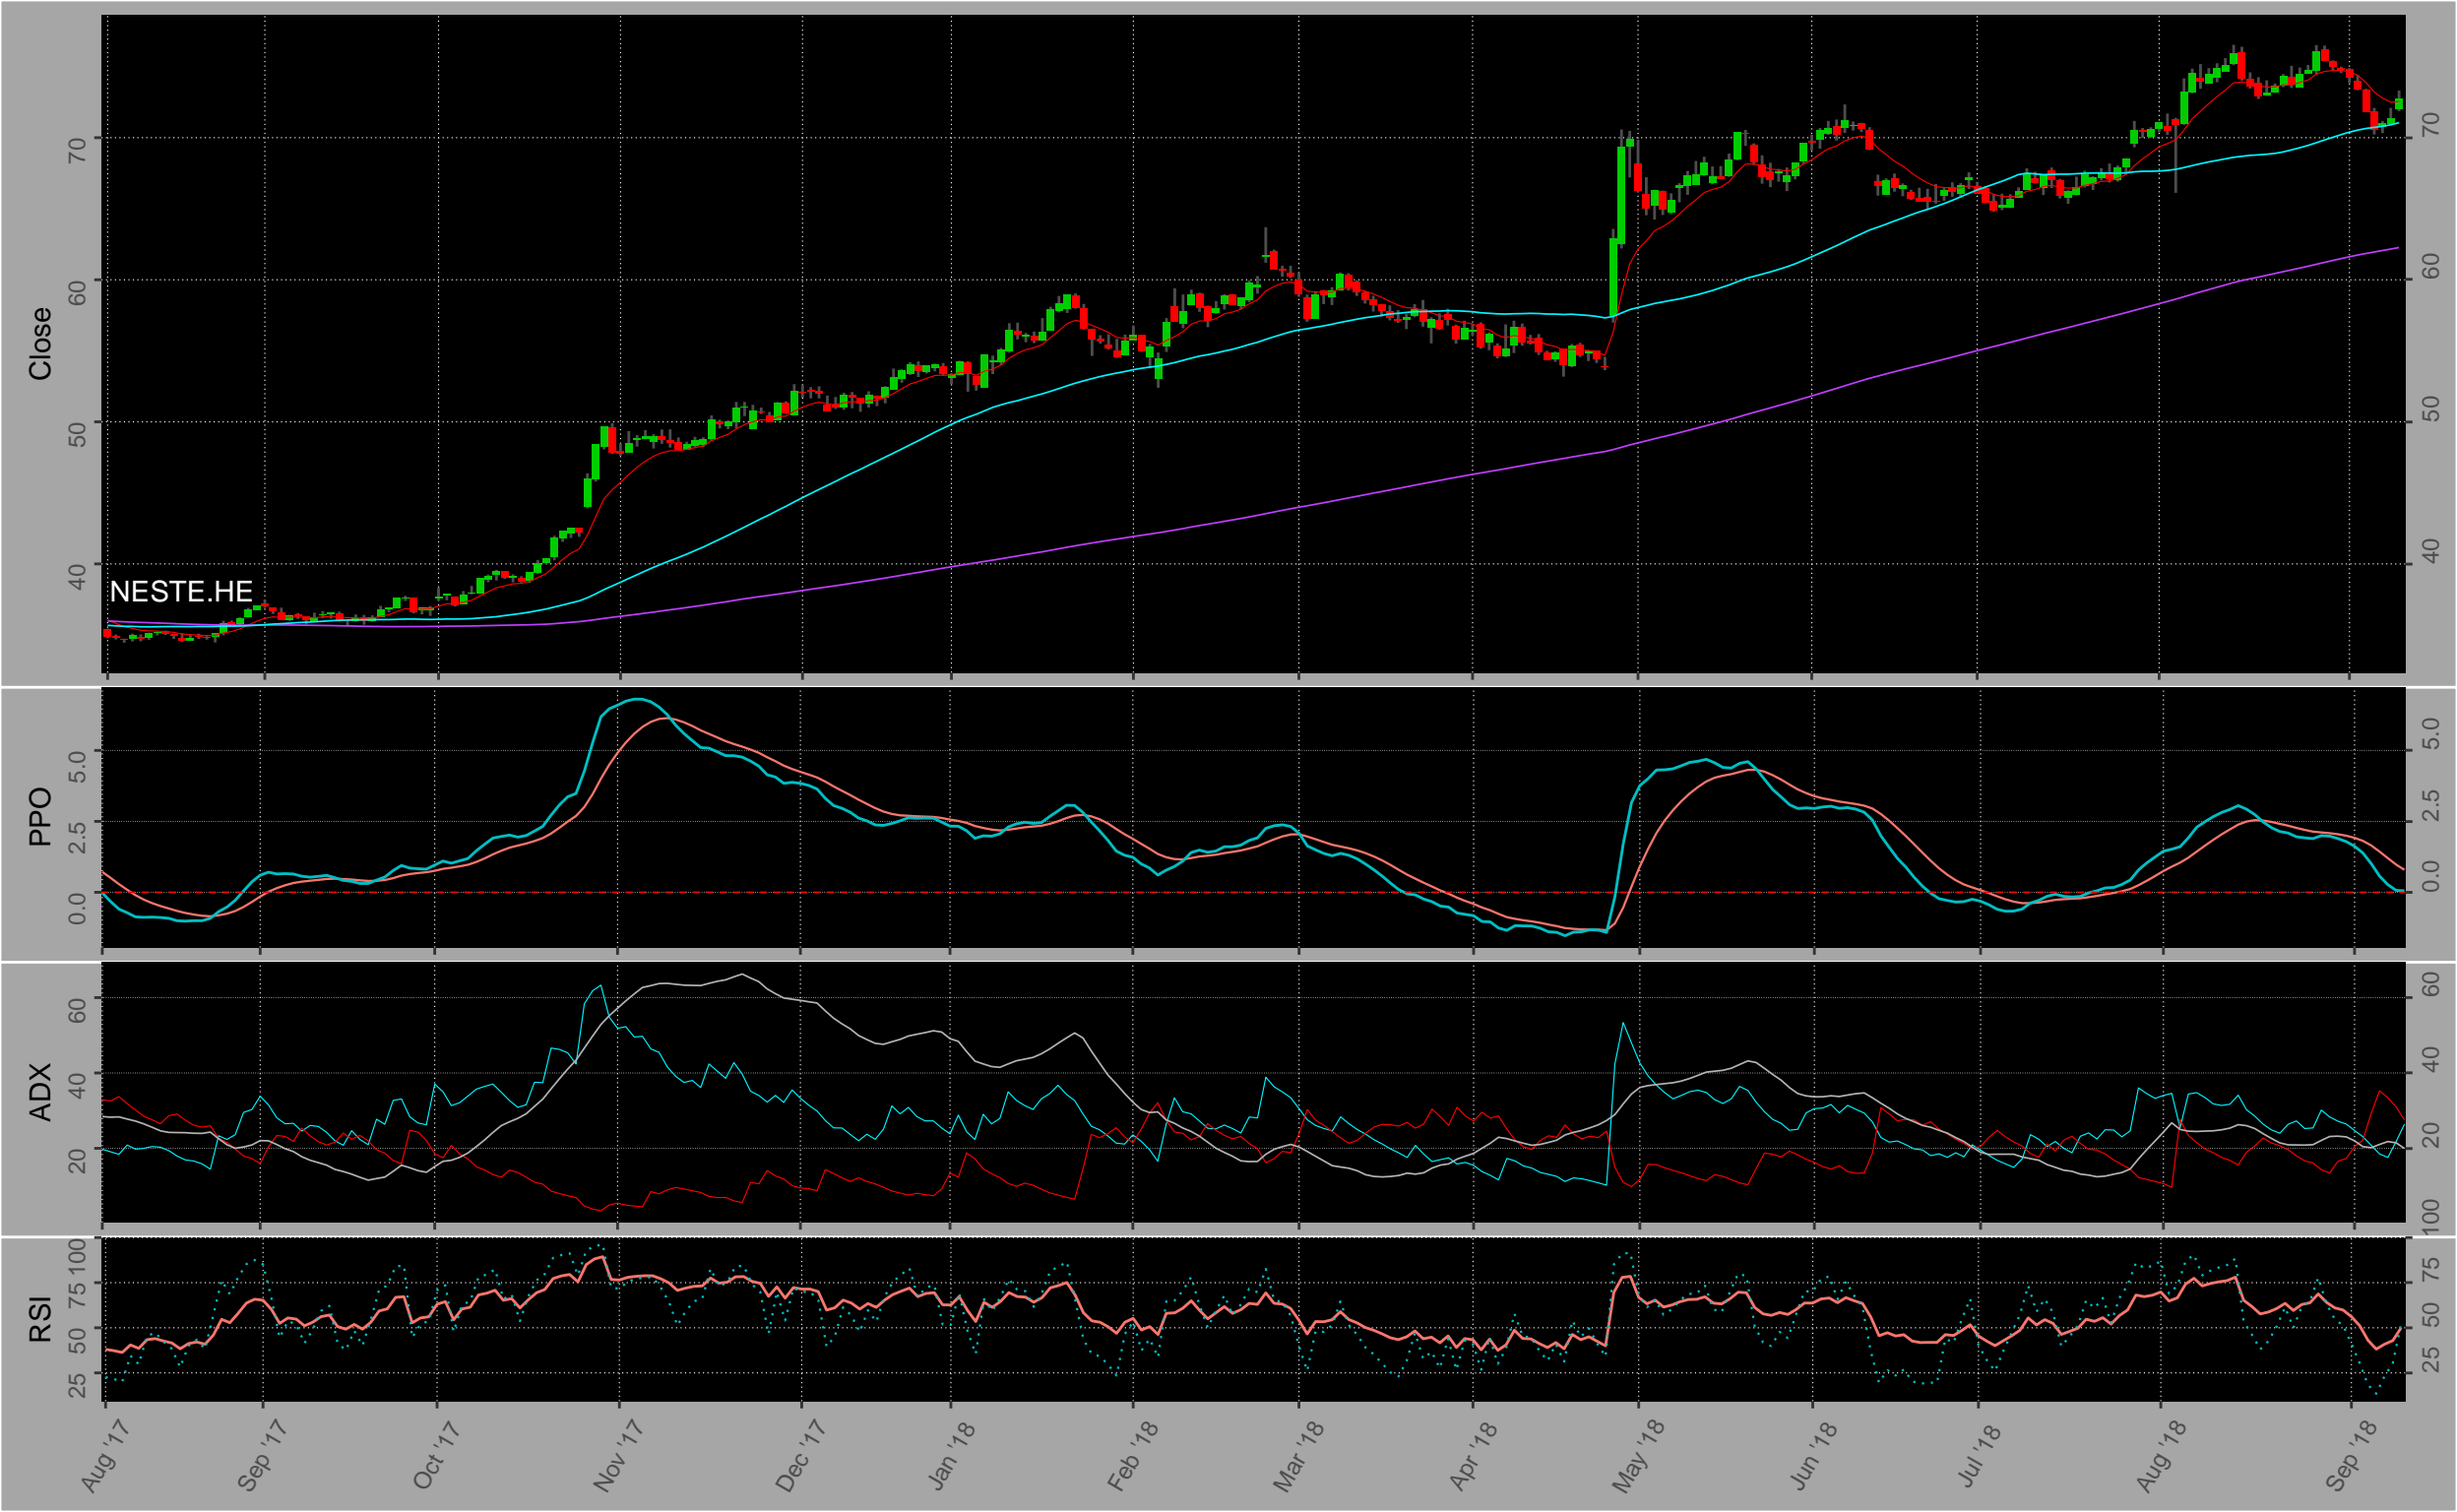 Close
40
50
60
70
40
50
60
70
NESTE.HE
PPO
0.0
2.5
5.0
0.0
2.5
5.0
ADX
20
40
60
20
40
60
RSI
25
50
75
100
25
50
75
100
Aug '17
Sep '17
Oct '17
Nov '17
Dec '17
Jan '18
Feb '18
Mar '18
Apr '18
May '18
Jun '18
Jul '18
Aug '18
Sep '18